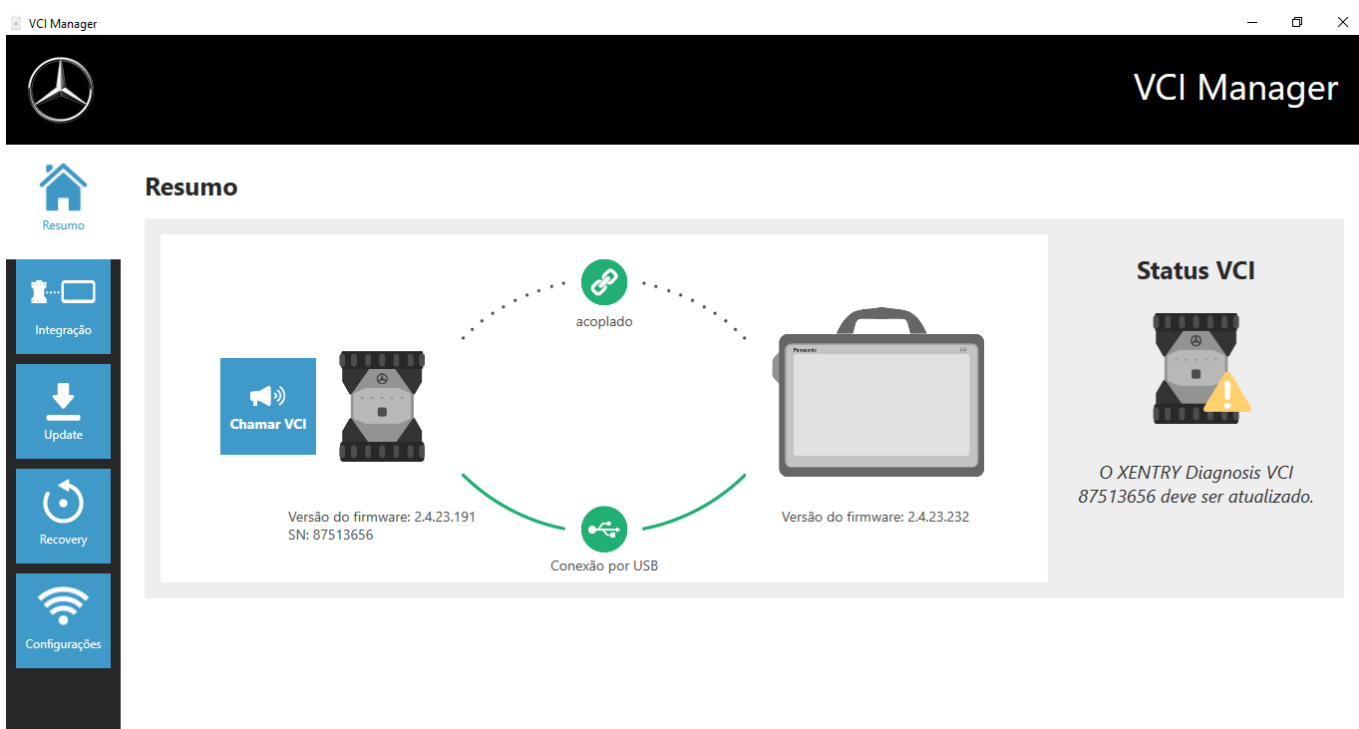 VCI Manager
VCI Manager
Resumo
Resumo
Integração
Update
Recovery
Configurações
acoplado
Chamar VCI
Panasonic
Versão do firmware: 2.4.23.191
SN: 87513656
Versão do firmware: 2.4.23.232
Conexão por USB
Status VCI
O XENTRY Diagnosis VCI
87513656 deve ser atualizado.